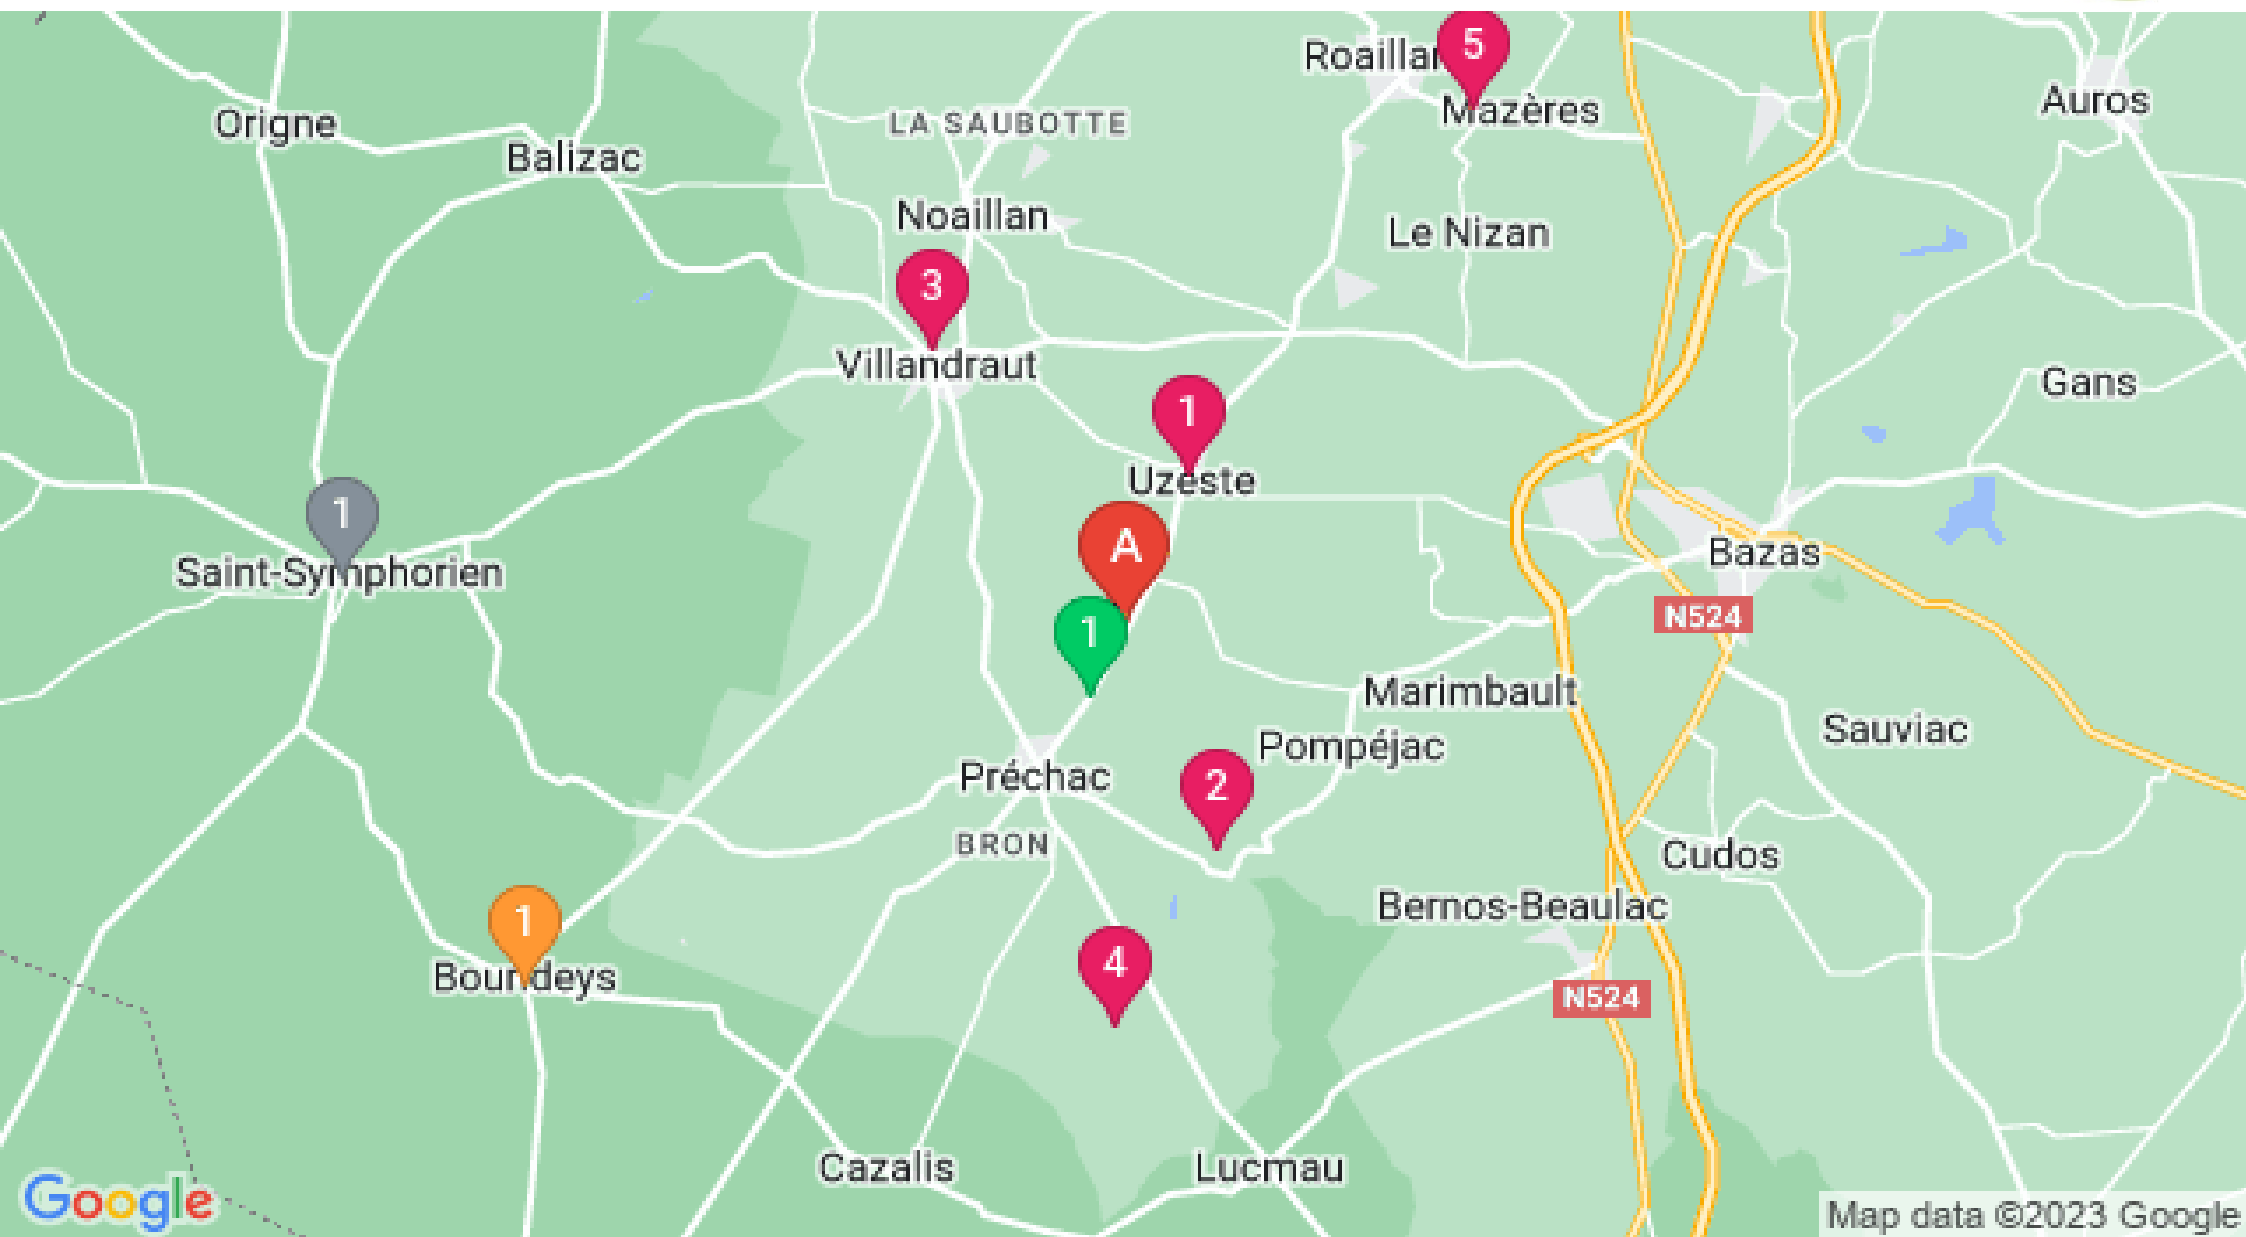 5
Roaillan
Mazères
Auros
Origne
LA SAUBOTTE
Balizac
Noaillan
Le Nizan
3
Villandraut
Gans
1
Uzeste
1
Saint-Symphorien
A
Bazas
N524
1
Marimbault
Sauviac
Pompéjac
Préchac
2
BRON
Cudos
Bernos-Beaulac
1
Bourideys
4
N524
Cazalis
Lucmau
Google
Map data ©2023 Google